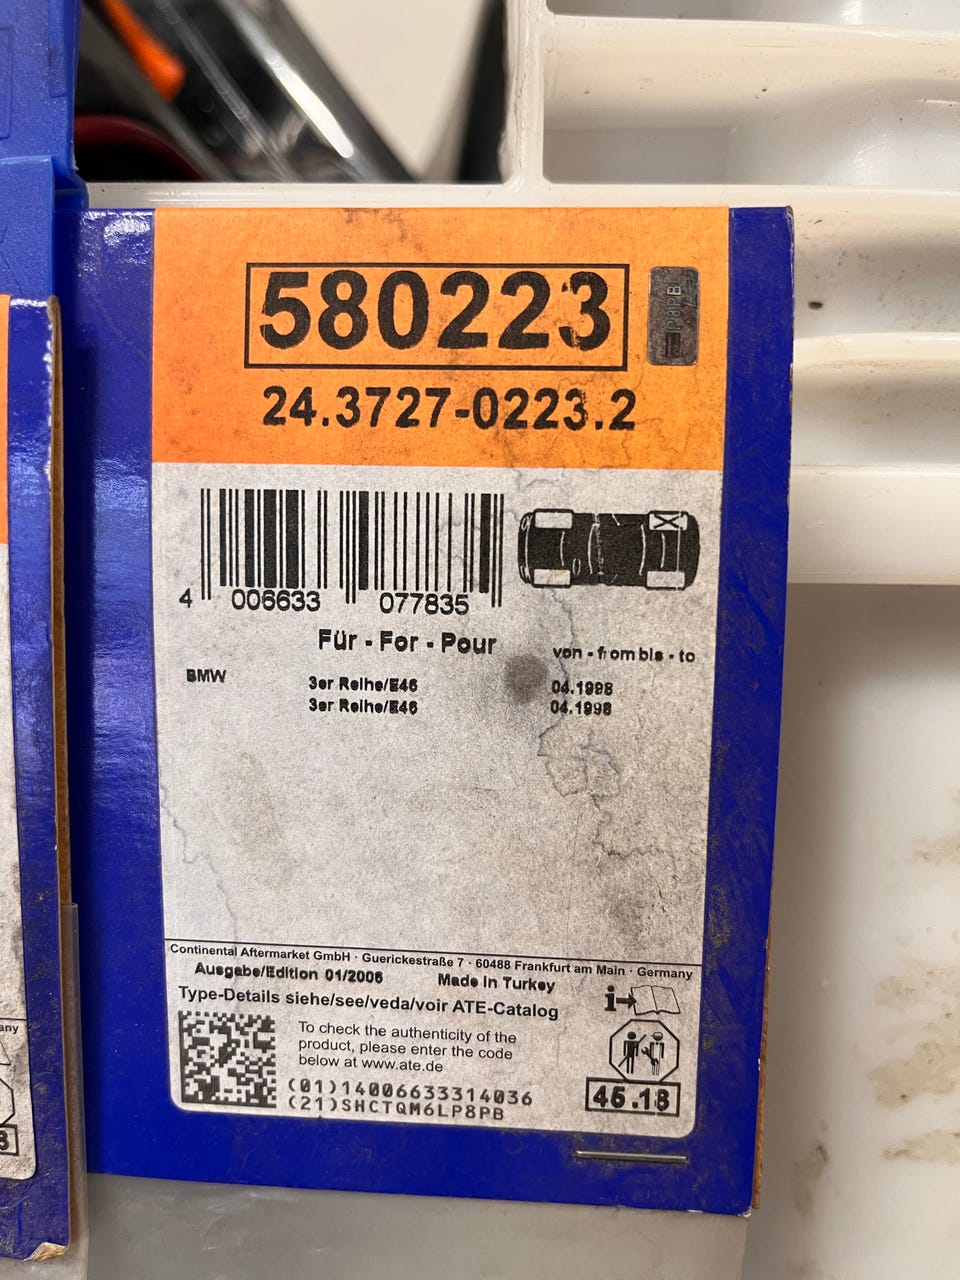 580223
P8PB
24.3727-0223.2
4 006633 077835
Für - For - Pour
von - from bis - to
BMW 3er Reihe/E46 04.1998
3er Reihe/E46 04.1998
Continental Aftermarket GmbH · Guerickestraße 7 · 60488 Frankfurt am Main · Germany
Ausgabe/Edition 01/2006 Made in Turkey
Type-Details siehe/see/veda/voir ATE-Catalog
i
To check the authenticity of the
product, please enter the code
below at www.ate.de
(01)14006633314036
(21)SHCTQM6LP8PB
45.18
any